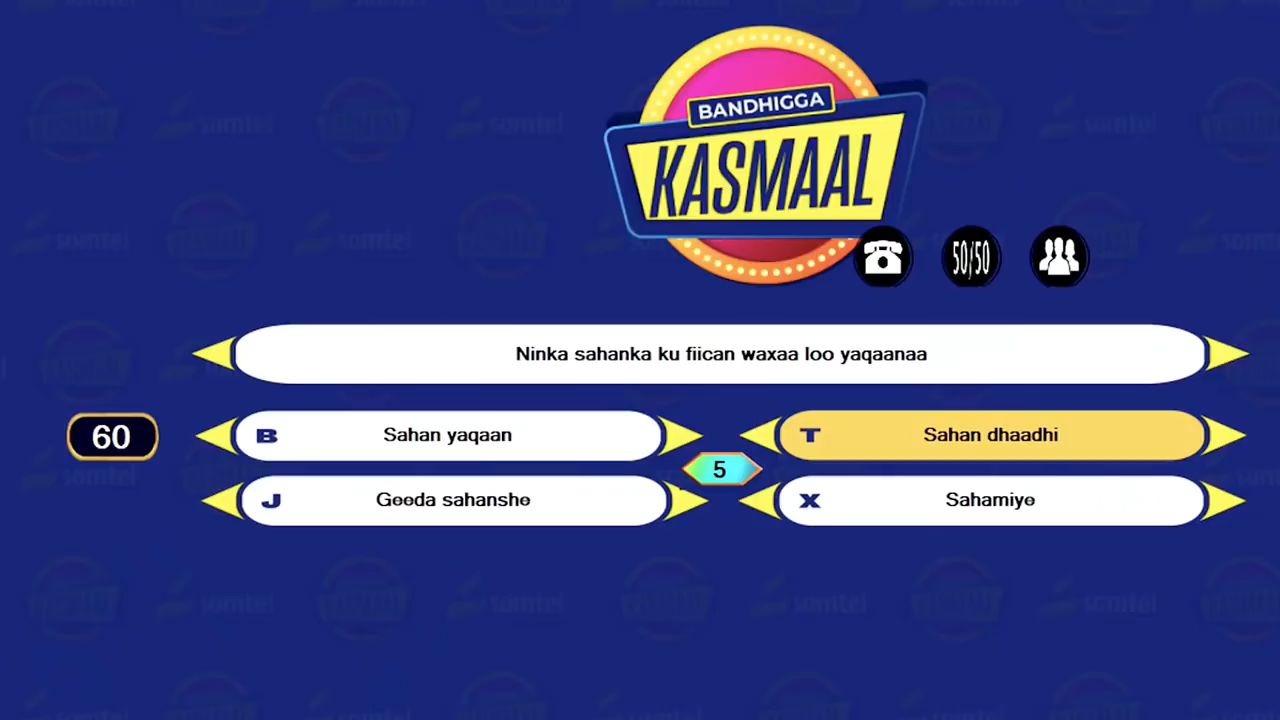 BANDHIGGA
KASMAAL
50/50
Ninka sahanka ku fiican waxaa loo yaqaanaa
60
B Sahan yaqaan
T Sahan dhaadhi
5
J Geeda sahanshe
X Sahamiye
somtel